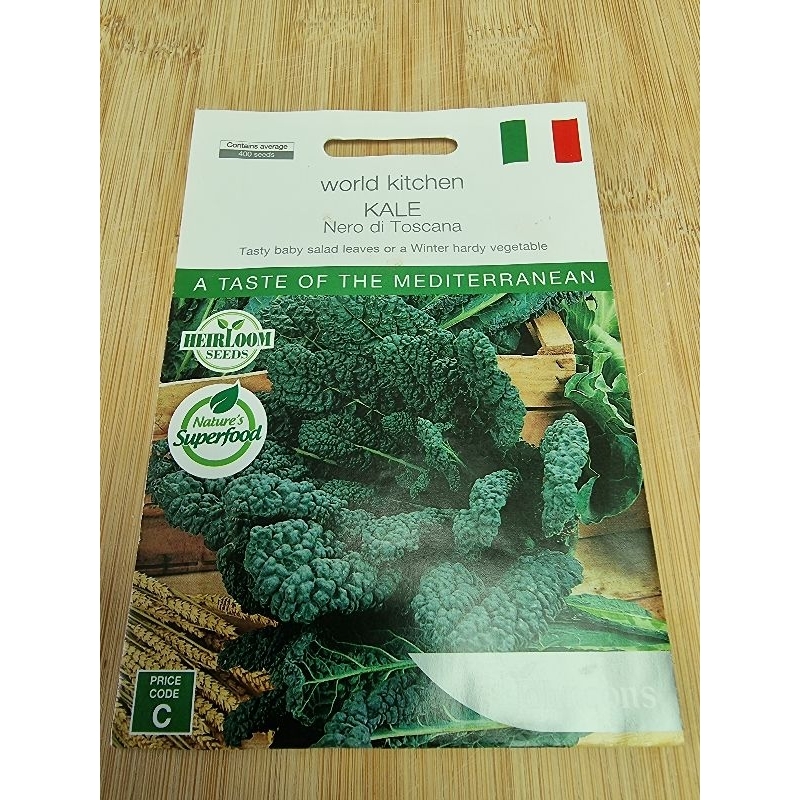 Contains average
400 seeds
world kitchen
KALE
Nero di Toscana
Tasty baby salad leaves or a Winter hardy vegetable
A TASTE OF THE MEDITERRANEAN
HEIRLOOM
SEEDS
Nature's
Superfood
PRICE
CODE
C